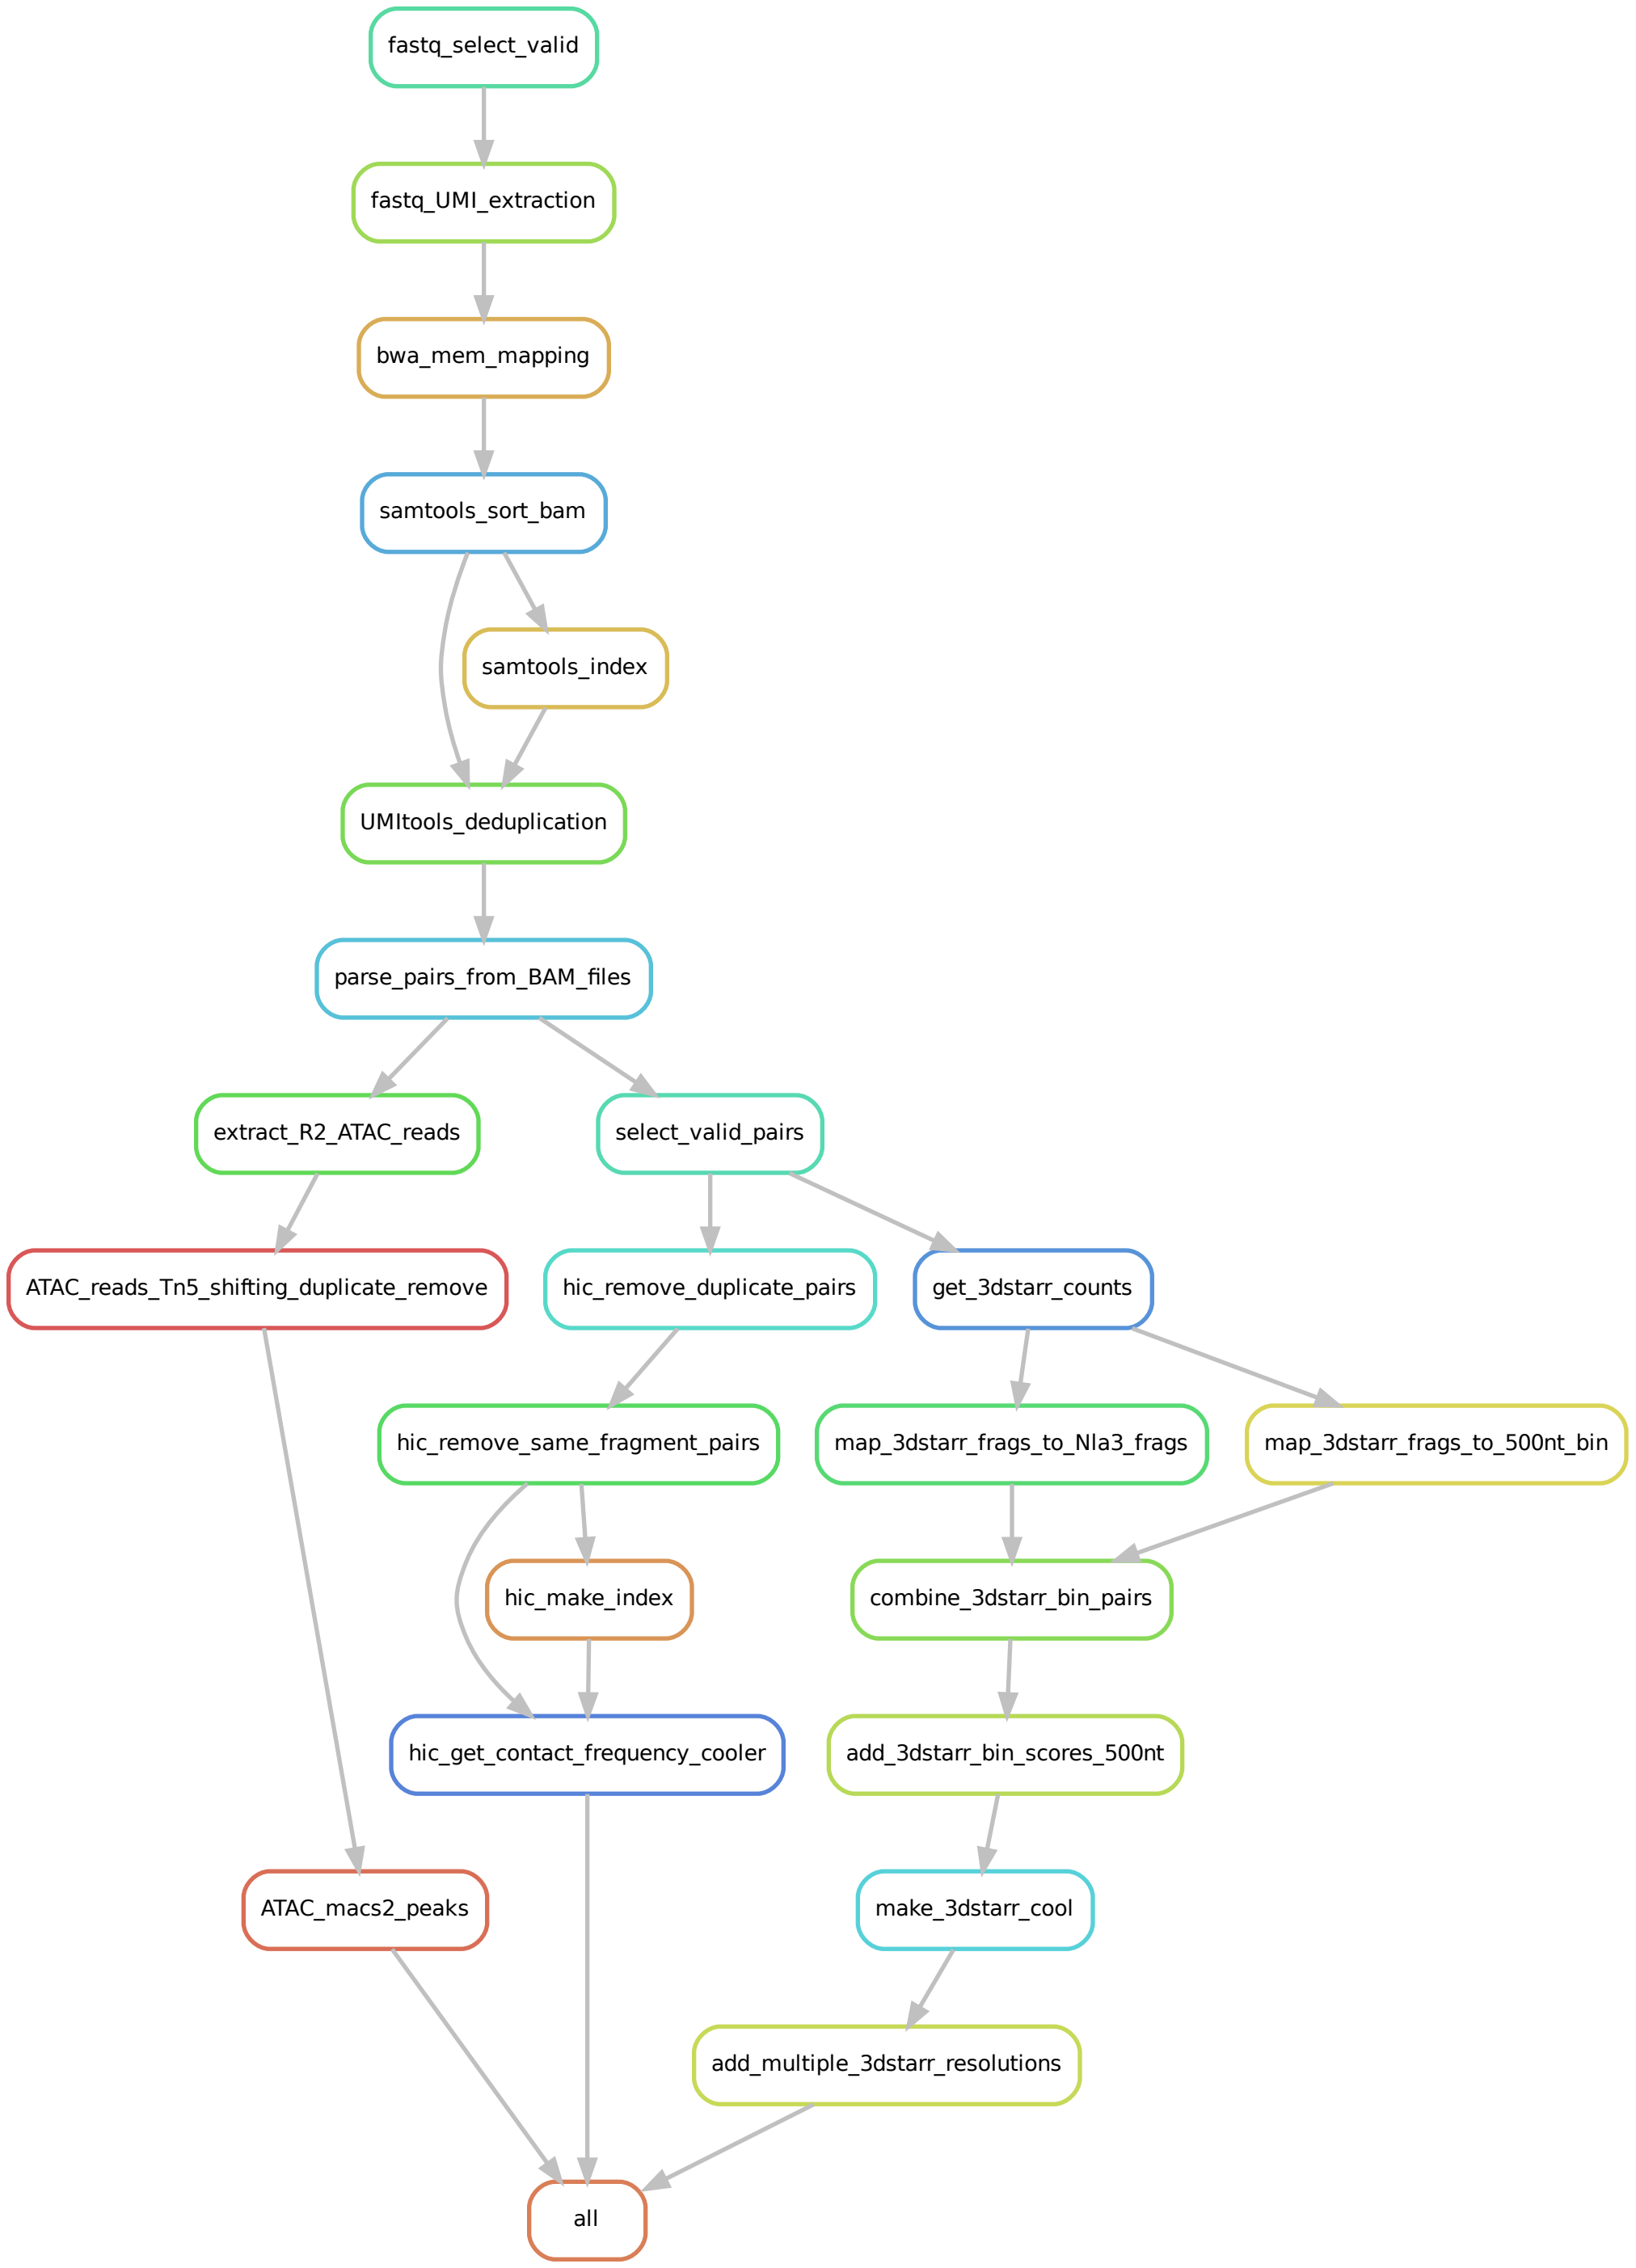 fastq_select_valid
fastq_UMI_extraction
bwa_mem_mapping
samtools_sort_bam
samtools_index
UMItools_deduplication
parse_pairs_from_BAM_files
extract_R2_ATAC_reads
select_valid_pairs
ATAC_reads_Tn5_shifting_duplicate_remove
hic_remove_duplicate_pairs
get_3dstarr_counts
hic_remove_same_fragment_pairs
map_3dstarr_frags_to_Nla3_frags
map_3dstarr_frags_to_500nt_bin
hic_make_index
combine_3dstarr_bin_pairs
hic_get_contact_frequency_cooler
add_3dstarr_bin_scores_500nt
ATAC_macs2_peaks
make_3dstarr_cool
add_multiple_3dstarr_resolutions
all